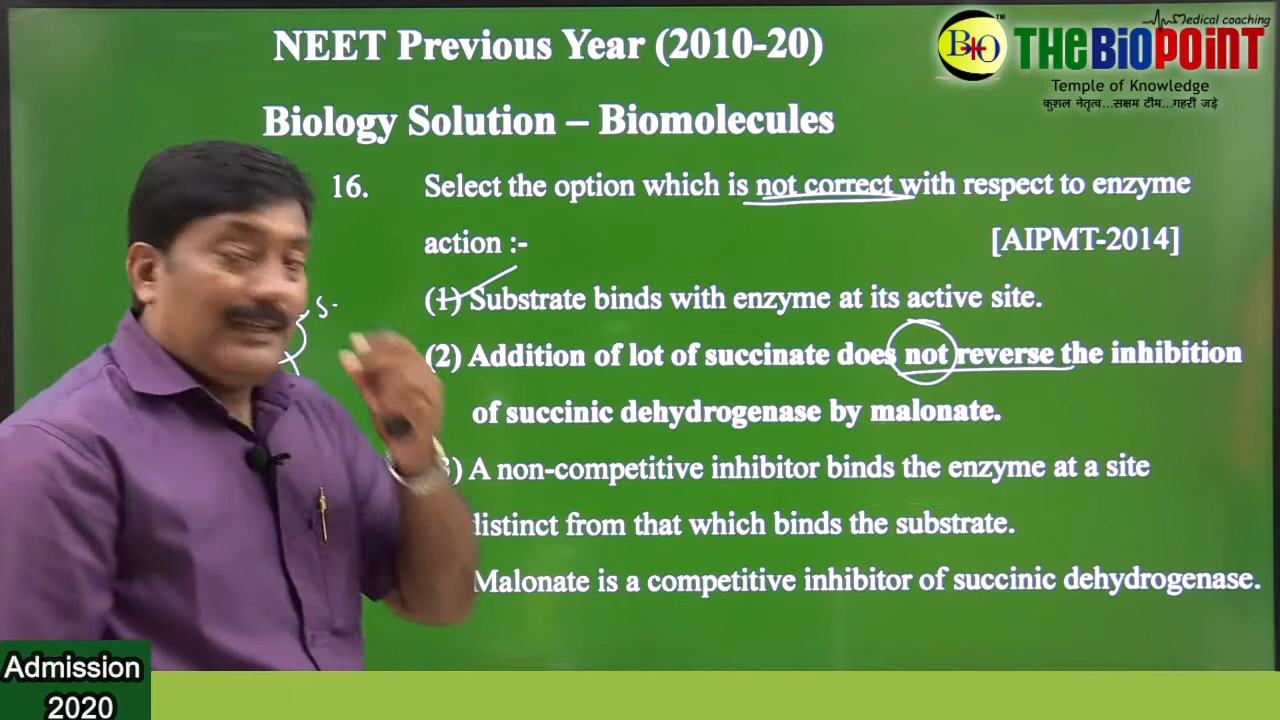 NEET Previous Year (2010-20)
Biology Solution – Biomolecules
16. Select the option which is not correct with respect to enzyme
action :- [AIPMT-2014]
(1) Substrate binds with enzyme at its active site.
(2) Addition of lot of succinate does not reverse the inhibition
of succinic dehydrogenase by malonate.
3) A non-competitive inhibitor binds the enzyme at a site
distinct from that which binds the substrate.
Malonate is a competitive inhibitor of succinic dehydrogenase.
S
BIO
TM
Medical coaching
THEBIOPOINT
Temple of Knowledge
कुशल नेतृत्व...सक्षम टीम...गहरी जड़े
Admission
2020